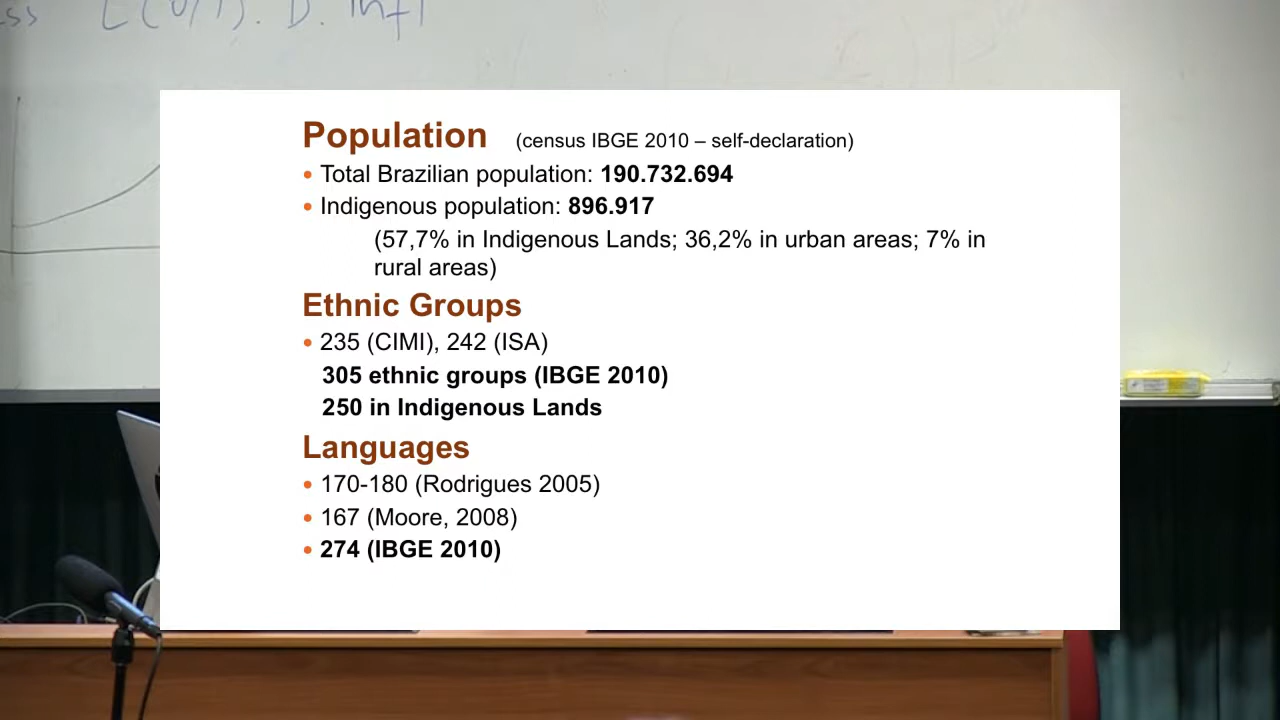 Population (census IBGE 2010 – self-declaration)
• Total Brazilian population: 190.732.694
• Indigenous population: 896.917
(57,7% in Indigenous Lands; 36,2% in urban areas; 7% in
rural areas)
Ethnic Groups
• 235 (CIMI), 242 (ISA)
305 ethnic groups (IBGE 2010)
250 in Indigenous Lands
Languages
• 170-180 (Rodrigues 2005)
• 167 (Moore, 2008)
• 274 (IBGE 2010)